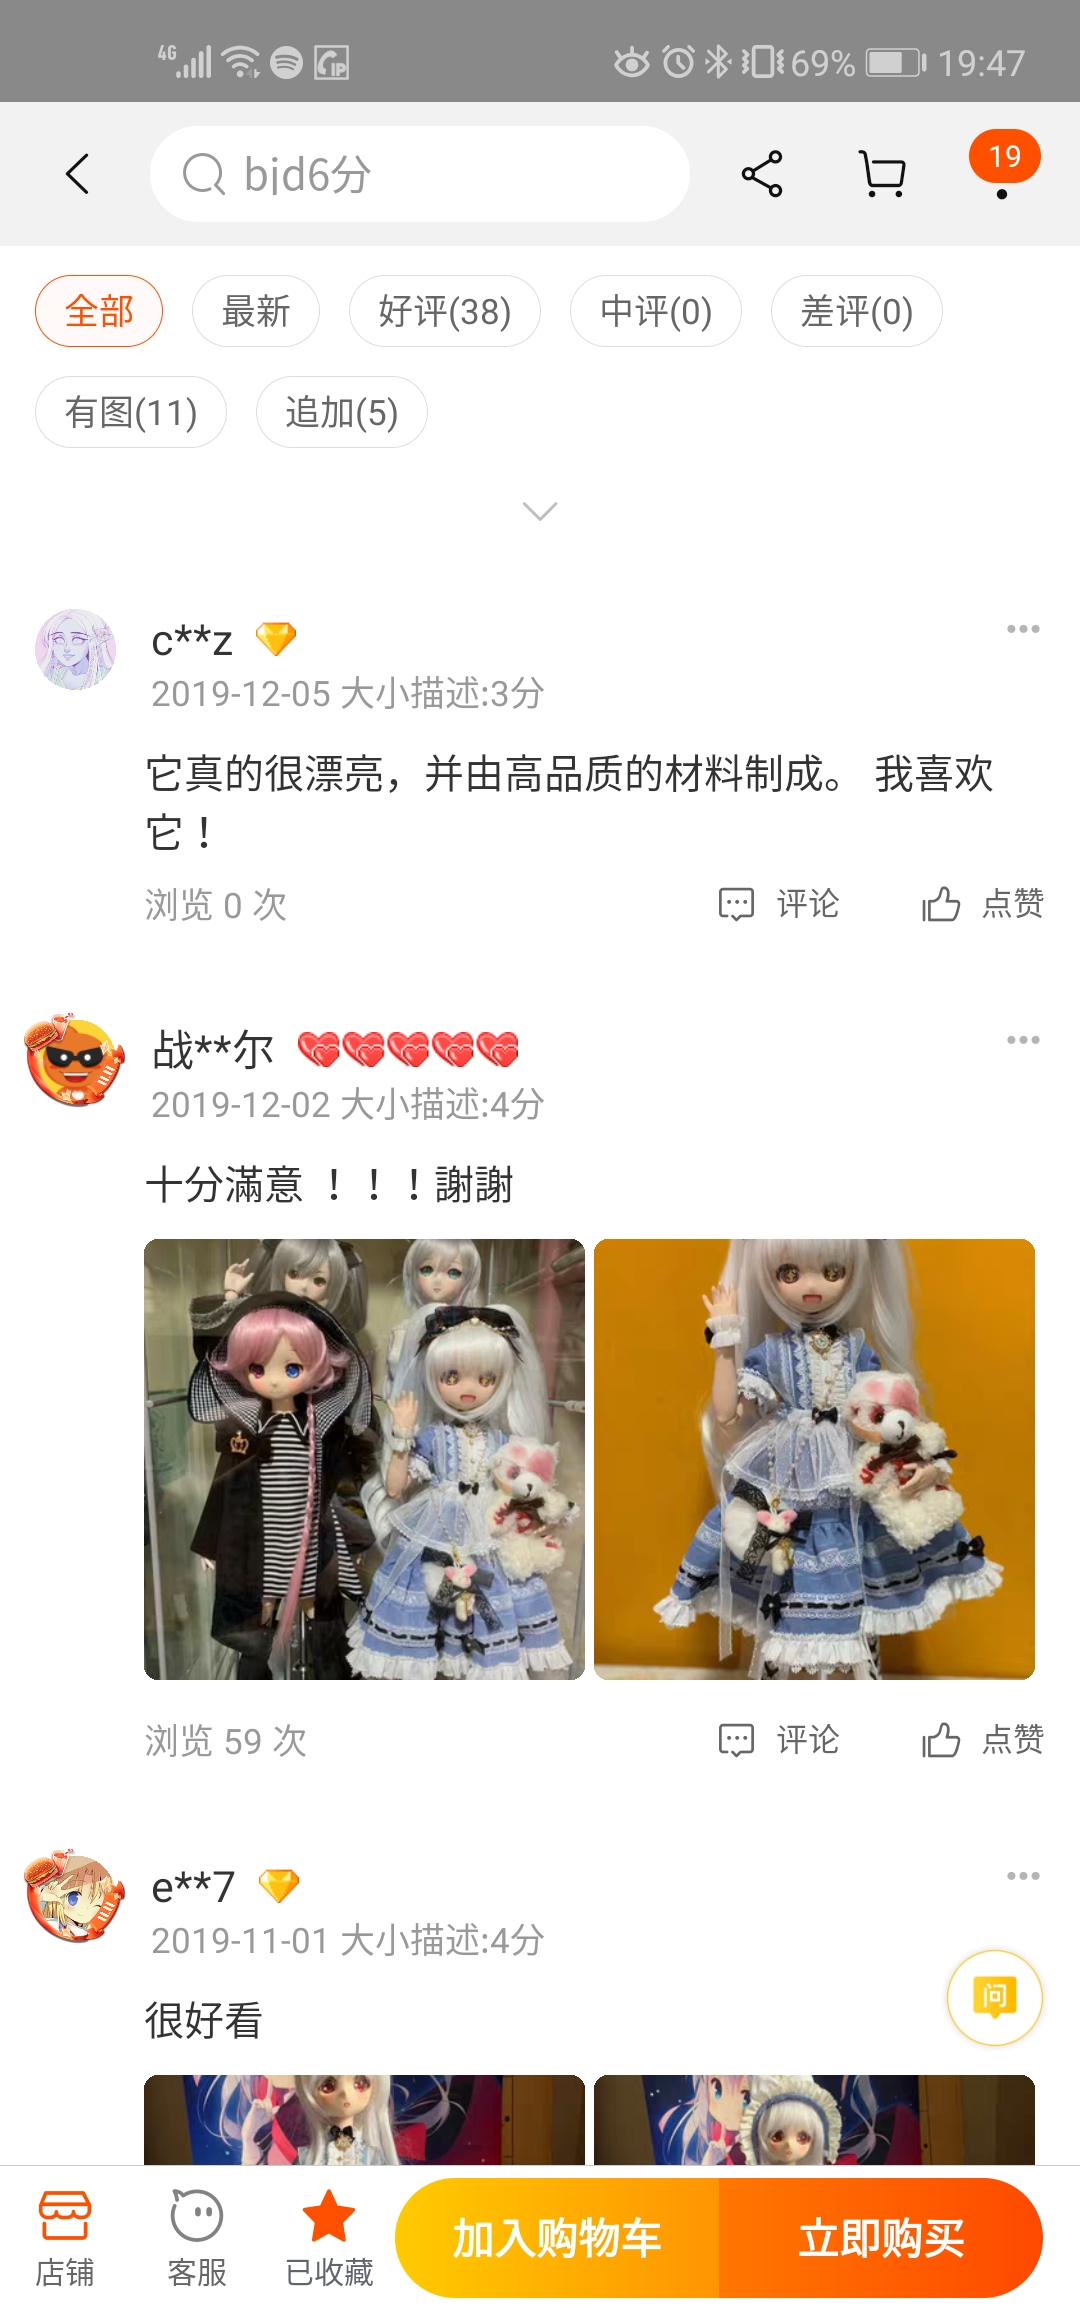 4G 69% 19:47
bjd6分 19
全部 最新 好评(38) 中评(0) 差评(0)
有图(11) 追加(5)
c**z
2019-12-05 大小描述:3分
它真的很漂亮，并由高品质的材料制成。 我喜欢
它！
浏览 0 次 评论 点赞
战**尔
2019-12-02 大小描述:4分
十分滿意 ！！！謝謝
浏览 59 次 评论 点赞
e**7
2019-11-01 大小描述:4分
很好看
问
店铺 客服 已收藏 加入购物车 立即购买